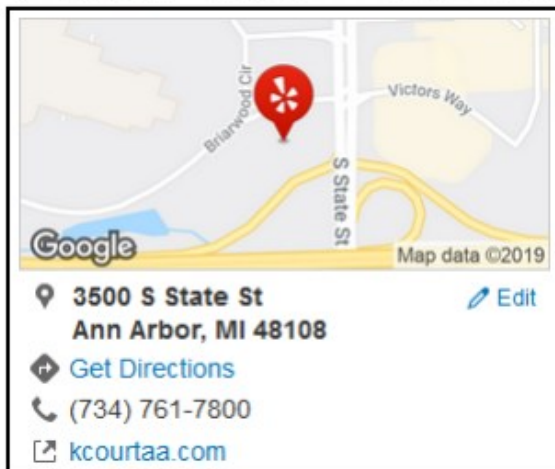 Briarwood Cir
Victors Way
S State St
Google
Map data ©2019
3500 S State St
Edit
Ann Arbor, MI 48108
Get Directions
(734) 761-7800
kcourtaa.com